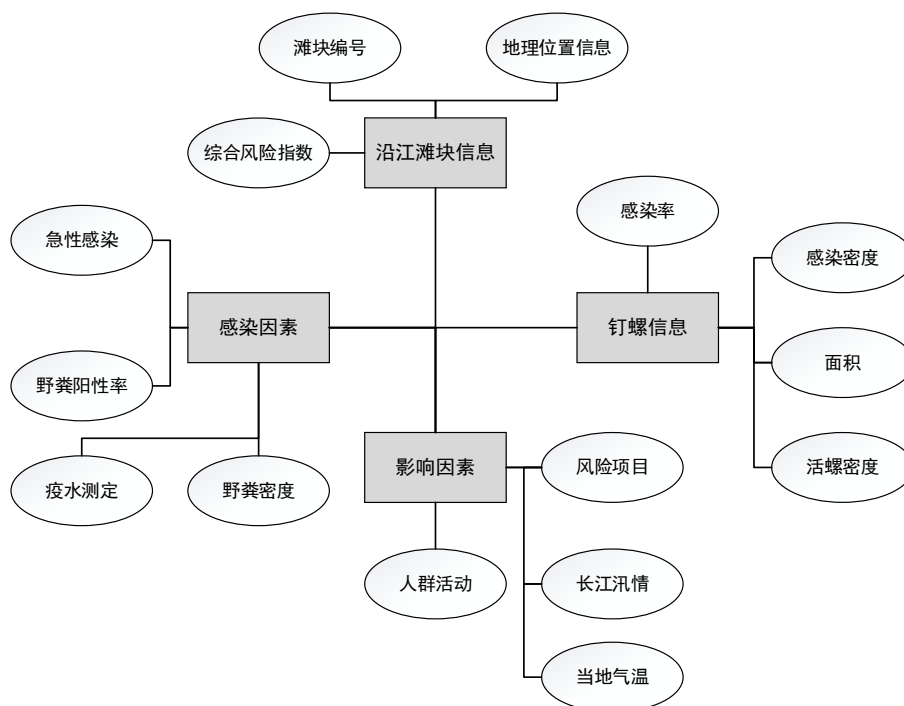 滩块编号
地理位置信息
综合风险指数
沿江滩块信息
感染率
急性感染
感染密度
感染因素
钉螺信息
面积
野粪阳性率
影响因素
风险项目
活螺密度
疫水测定
野粪密度
人群活动
长江汛情
当地气温